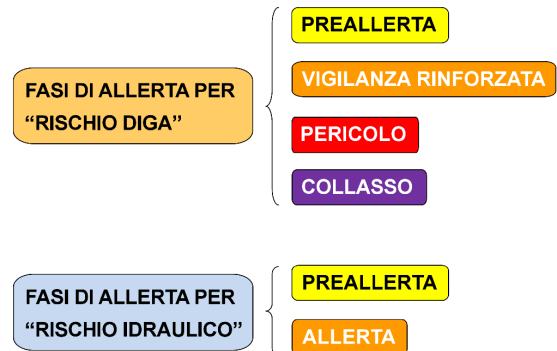 FASI DI ALLERTA PER
“RISCHIO DIGA”
PREALLERTA
VIGILANZA RINFORZATA
PERICOLO
COLLASSO
FASI DI ALLERTA PER
“RISCHIO IDRAULICO”
PREALLERTA
ALLERTA